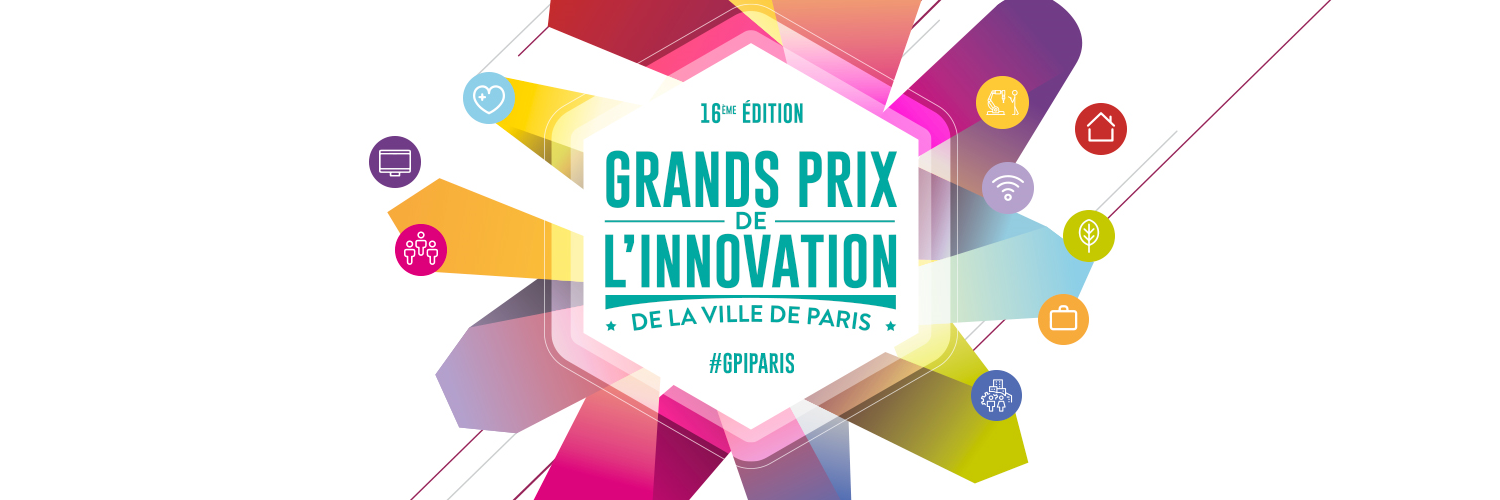 16ÈME ÉDITION
GRANDS PRIX
DE
L'INNOVATION
DE LA VILLE DE PARIS
#GPIPARIS